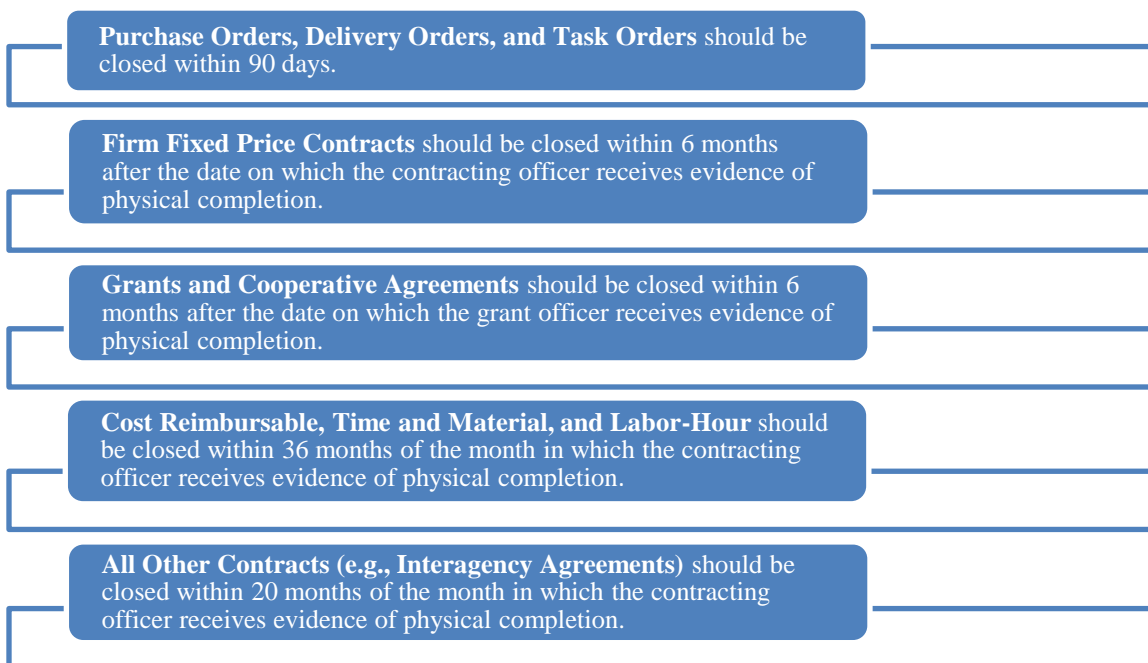 Purchase Orders, Delivery Orders, and Task Orders should be
closed within 90 days.
Firm Fixed Price Contracts should be closed within 6 months
after the date on which the contracting officer receives evidence of
physical completion.
Grants and Cooperative Agreements should be closed within 6
months after the date on which the grant officer receives evidence of
physical completion.
Cost Reimbursable, Time and Material, and Labor-Hour should
be closed within 36 months of the month in which the contracting
officer receives evidence of physical completion.
All Other Contracts (e.g., Interagency Agreements) should be
closed within 20 months of the month in which the contracting
officer receives evidence of physical completion.